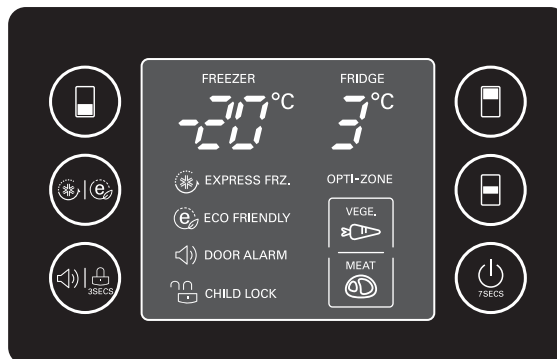 FREEZER
FRIDGE
-20°C
3°C
EXPRESS FRZ.
OPTI-ZONE
e ECO FRIENDLY
VEGE.
DOOR ALARM
MEAT
CHILD LOCK
e
3SECS
7SECS